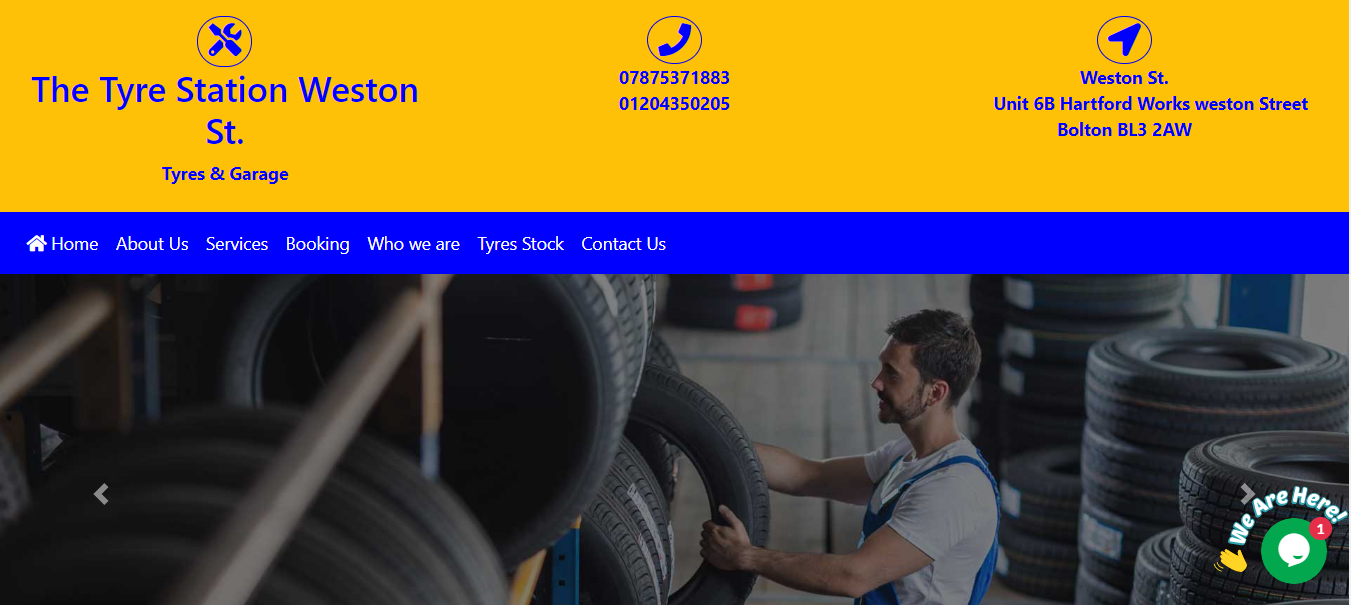 The Tyre Station Weston
St.
Tyres & Garage
07875371883
01204350205
Weston St.
Unit 6B Hartford Works weston Street
Bolton BL3 2AW
Home About Us Services Booking Who we are Tyres Stock Contact Us
We Are Here!
1